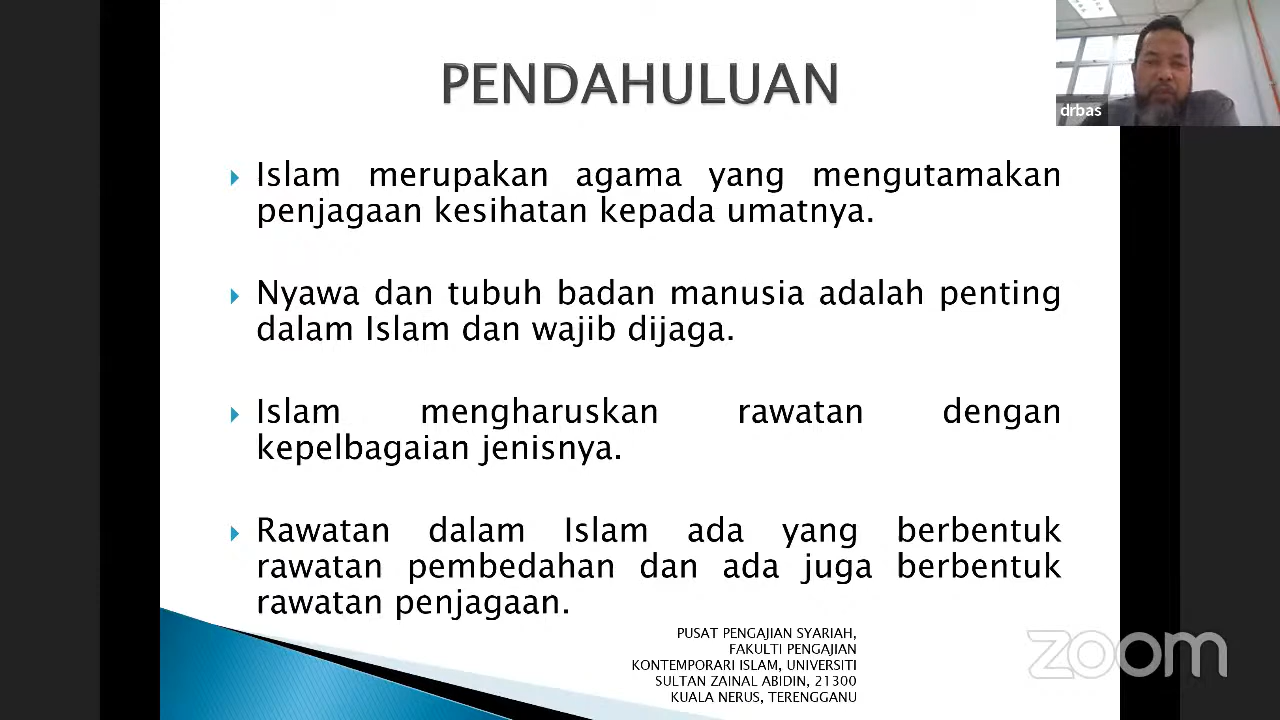 PENDAHULUAN
drbas
Islam merupakan agama yang mengutamakan
penjagaan kesihatan kepada umatnya.
Nyawa dan tubuh badan manusia adalah penting
dalam Islam dan wajib dijaga.
Islam mengharuskan rawatan dengan
kepelbagaian jenisnya.
Rawatan dalam Islam ada yang berbentuk
rawatan pembedahan dan ada juga berbentuk
rawatan penjagaan.
PUSAT PENGAJIAN SYARIAH,
FAKULTI PENGAJIAN
KONTEMPORARI ISLAM, UNIVERSITI
SULTAN ZAINAL ABIDIN, 21300
KUALA NERUS, TERENGGANU
zoom